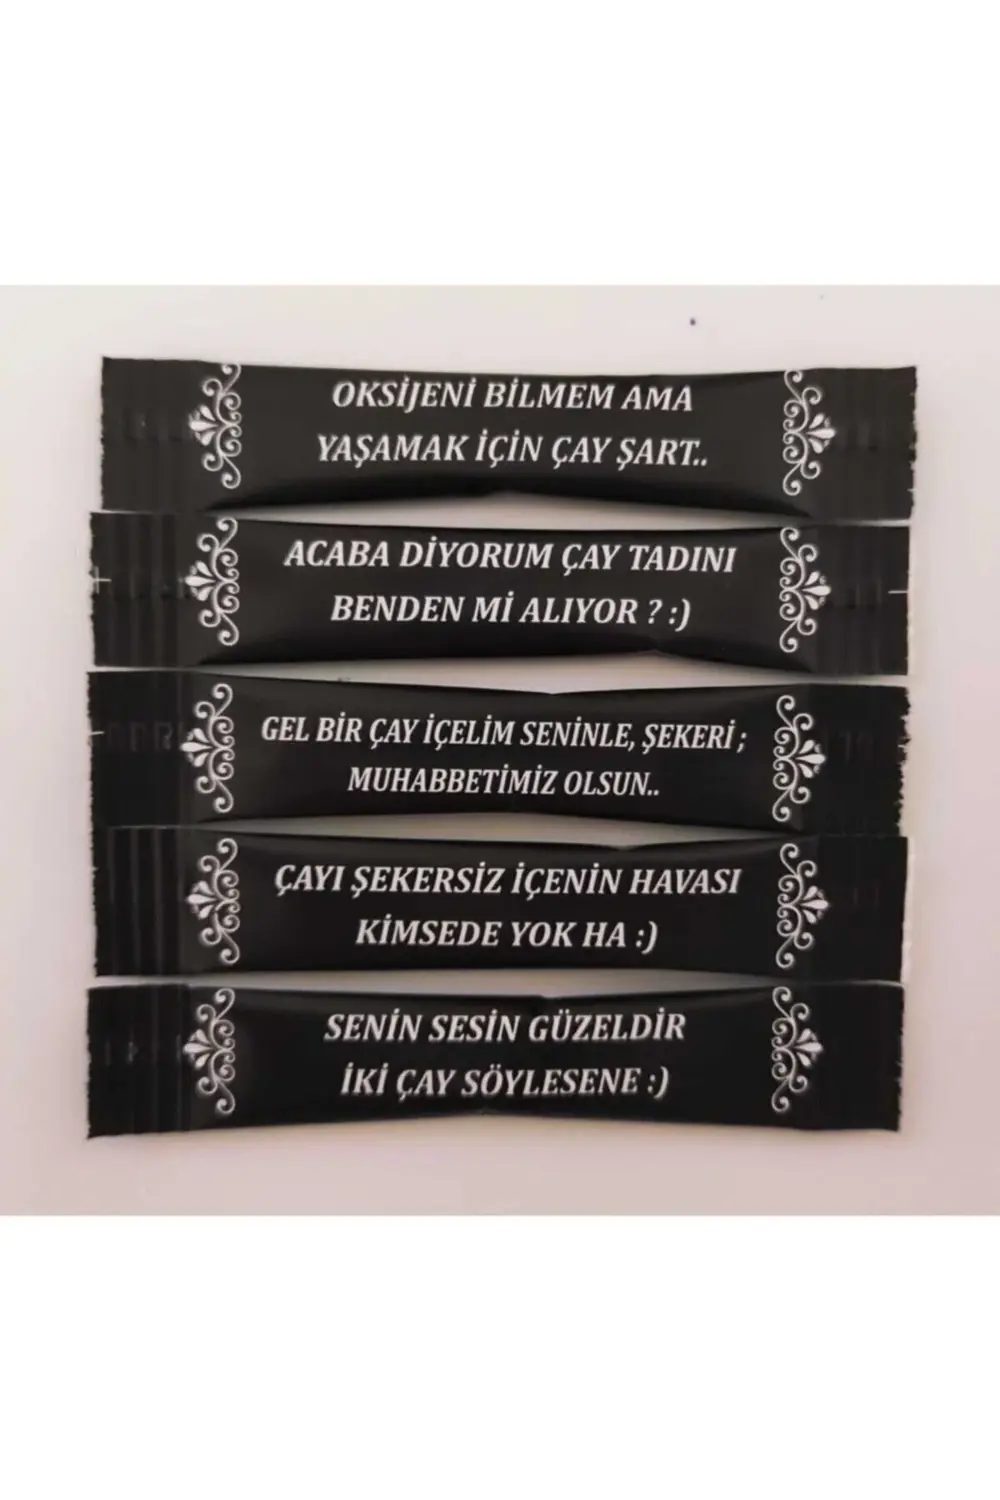 OKSİJENİ BİLMEM AMA
YAŞAMAK İÇİN ÇAY ŞART..
ACABA DİYORUM ÇAY TADINI
BENDEN Mİ ALIYOR ? :)
GEL BİR ÇAY İÇELİM SENİNLE, ŞEKERİ ;
MUHABBETİMİZ OLSUN..
ÇAYI ŞEKERSİZ İÇENİN HAVASI
KİMSEDE YOK HA :)
SENİN SESİN GÜZELDİR
İKİ ÇAY SÖYLESENE :)